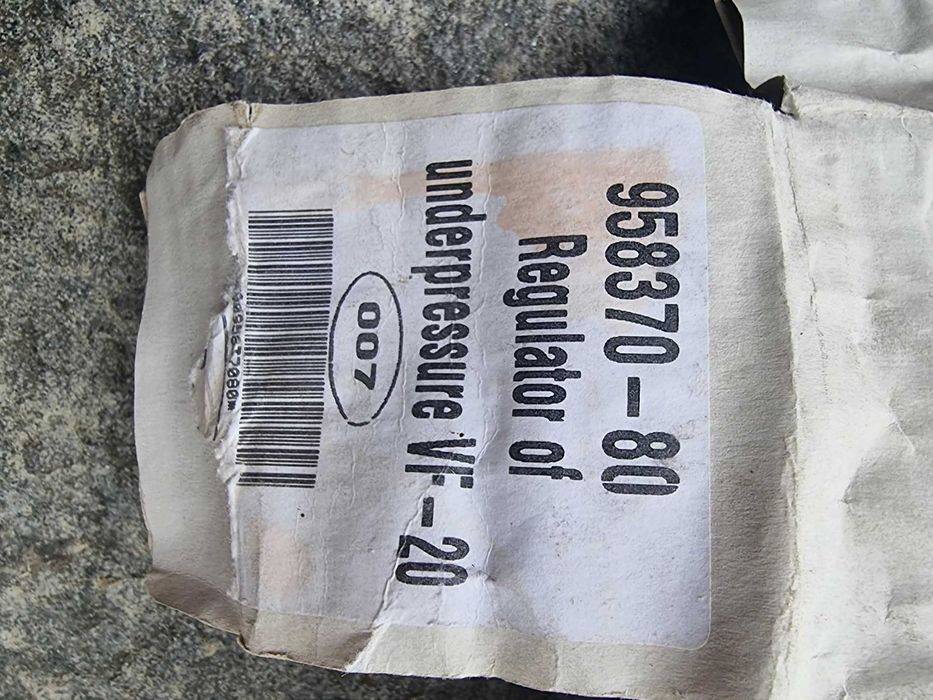 958370-80
Regulator of
underpressure VF-20
007